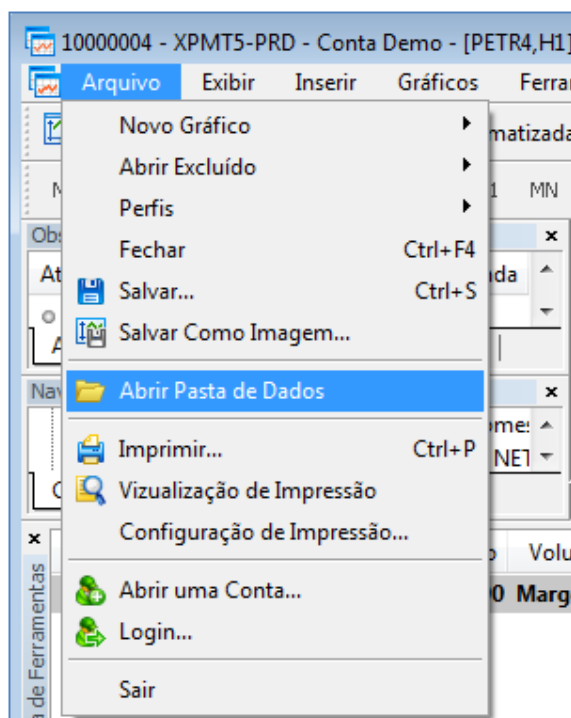 10000004 - XPMT5-PRD - Conta Demo - [PETR4,H1]
Arquivo Exibir Inserir Gráficos
Novo Gráfico
Abrir Excluído
Perfis
Fechar Ctrl+F4
Salvar... Ctrl+S
Salvar Como Imagem...
Abrir Pasta de Dados
Imprimir... Ctrl+P
Vizualização de Impressão
Configuração de Impressão...
Abrir uma Conta...
Login...
Sair
MN
de Ferramentas